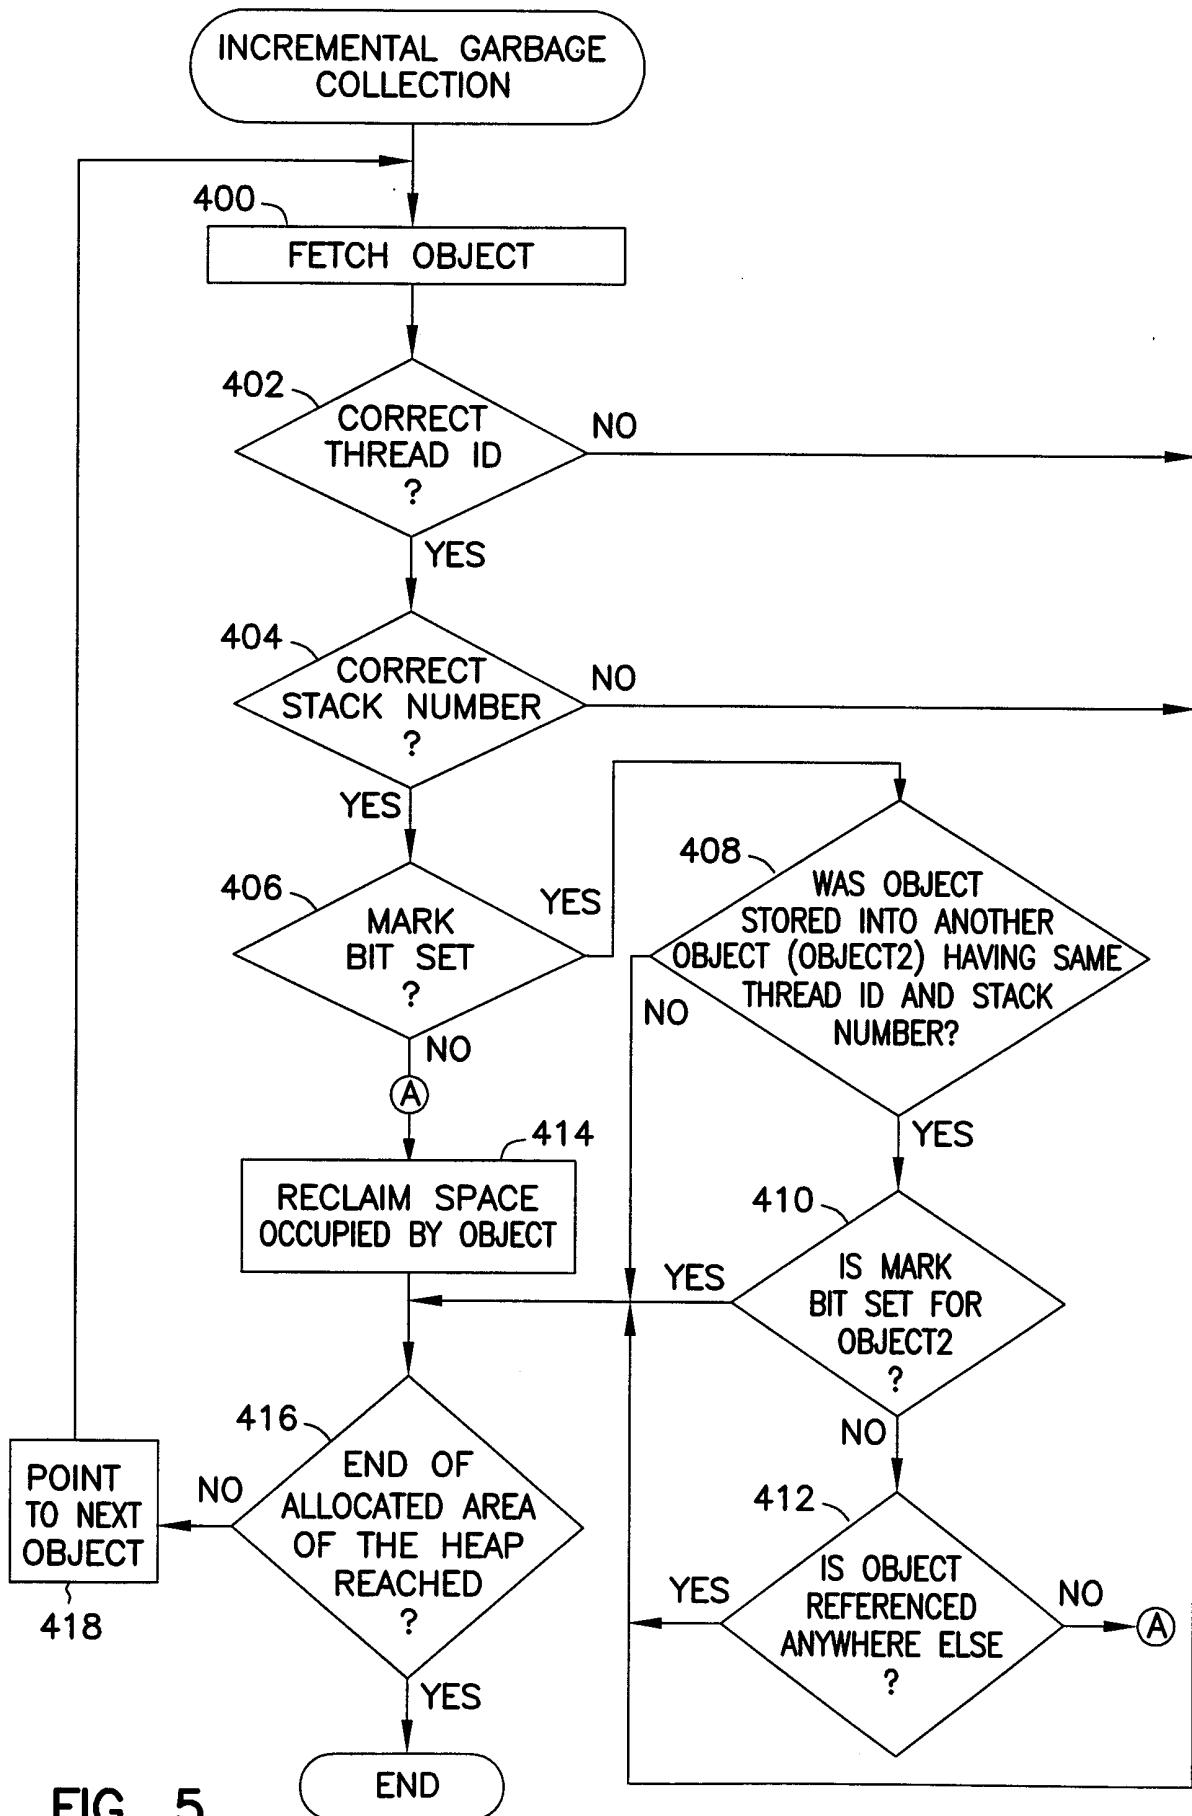 INCREMENTAL GARBAGE
COLLECTION
400
FETCH OBJECT
402
CORRECT
THREAD ID
?
NO
YES
404
CORRECT
STACK NUMBER
?
NO
YES
406
MARK
BIT SET
?
YES
NO
408
WAS OBJECT
STORED INTO ANOTHER
OBJECT (OBJECT2) HAVING SAME
THREAD ID AND STACK
NUMBER?
NO
YES
A
414
RECLAIM SPACE
OCCUPIED BY OBJECT
410
IS MARK
BIT SET FOR
OBJECT2
?
YES
NO
412
IS OBJECT
REFERENCED
ANYWHERE ELSE
?
YES
NO
A
416
END OF
ALLOCATED AREA
OF THE HEAP
REACHED
?
NO
YES
POINT
TO NEXT
OBJECT
418
END
FIG. 5